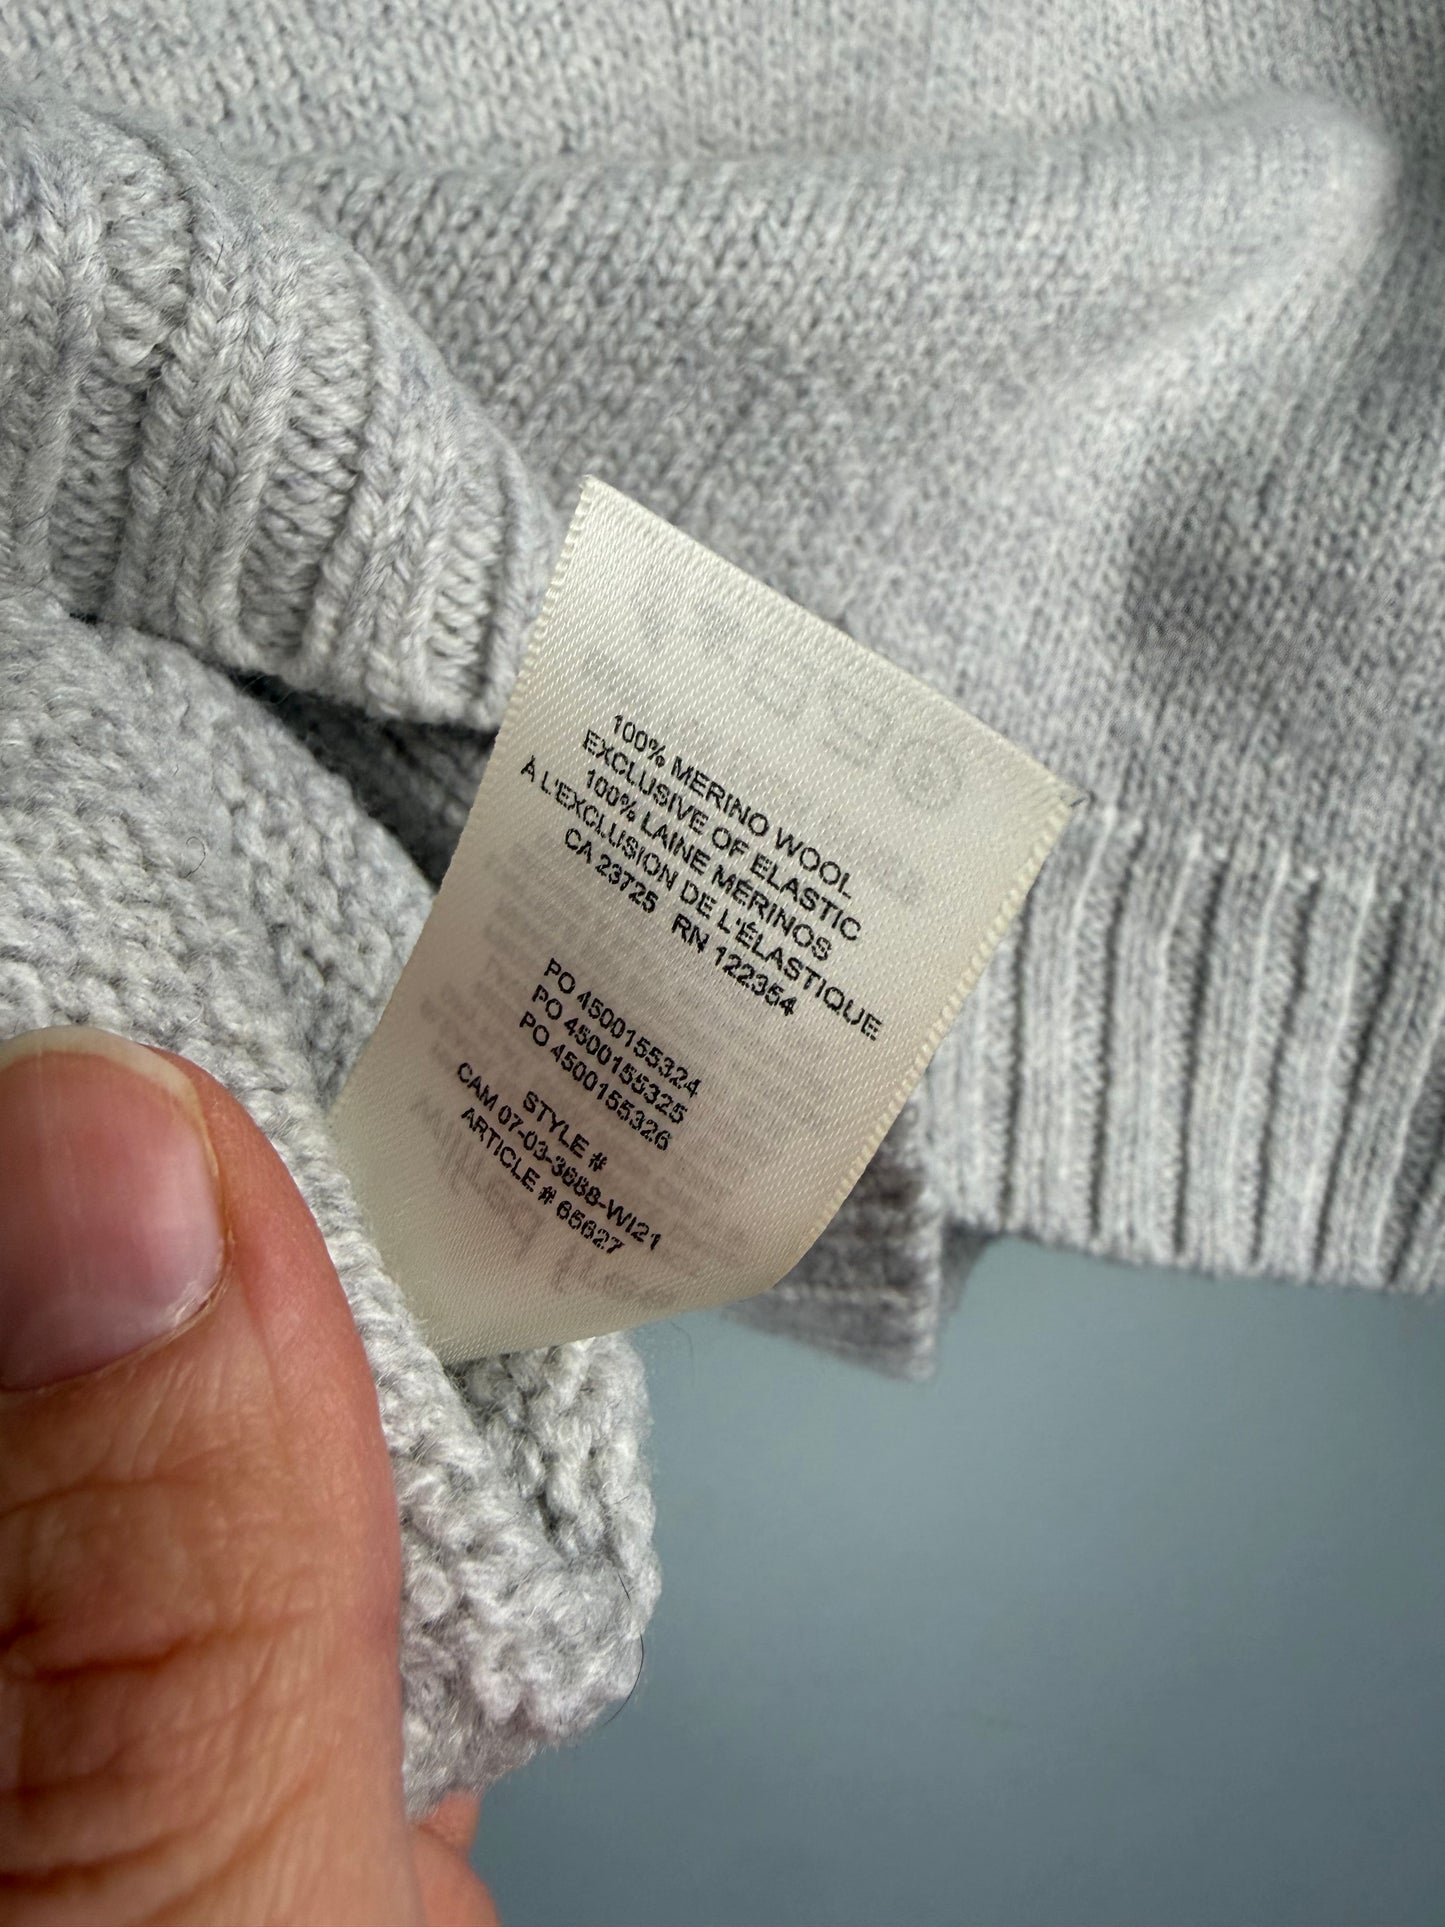 100% MERINO WOOL
EXCLUSIVE OF ELASTIC
100% LAINE MÉRINOS
À L'EXCLUSION DE L'ÉLASTIQUE
CA 23725 RN 122354
PO 4500155324
PO 4500155325
PO 4500155326
STYLE #
CAM 07-03-3688-WI21
ARTICLE # 65627